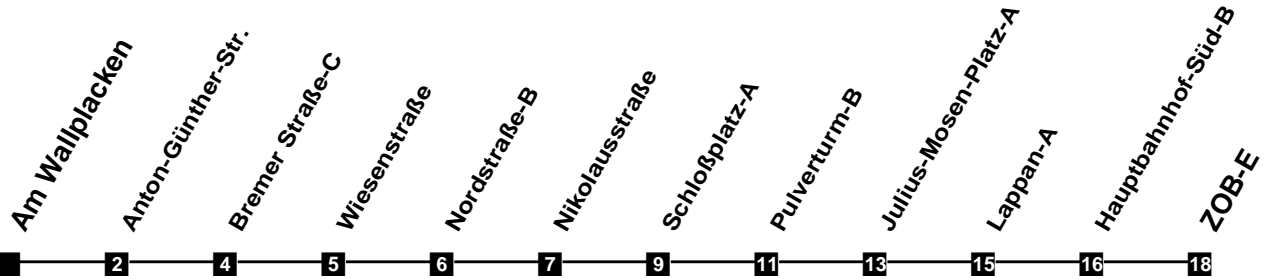 Am Wallplacken
Anton-Günther-Str.
Bremer Straße-C
Wiesenstraße
Nordstraße-B
Nikolausstraße
Schloßplatz-A
Pulverturm-B
Julius-Mosen-Platz-A
Lappan-A
Hauptbahnhof-Süd-B
ZOB-E
2 4 5 6 7 9 11 13 15 16 18